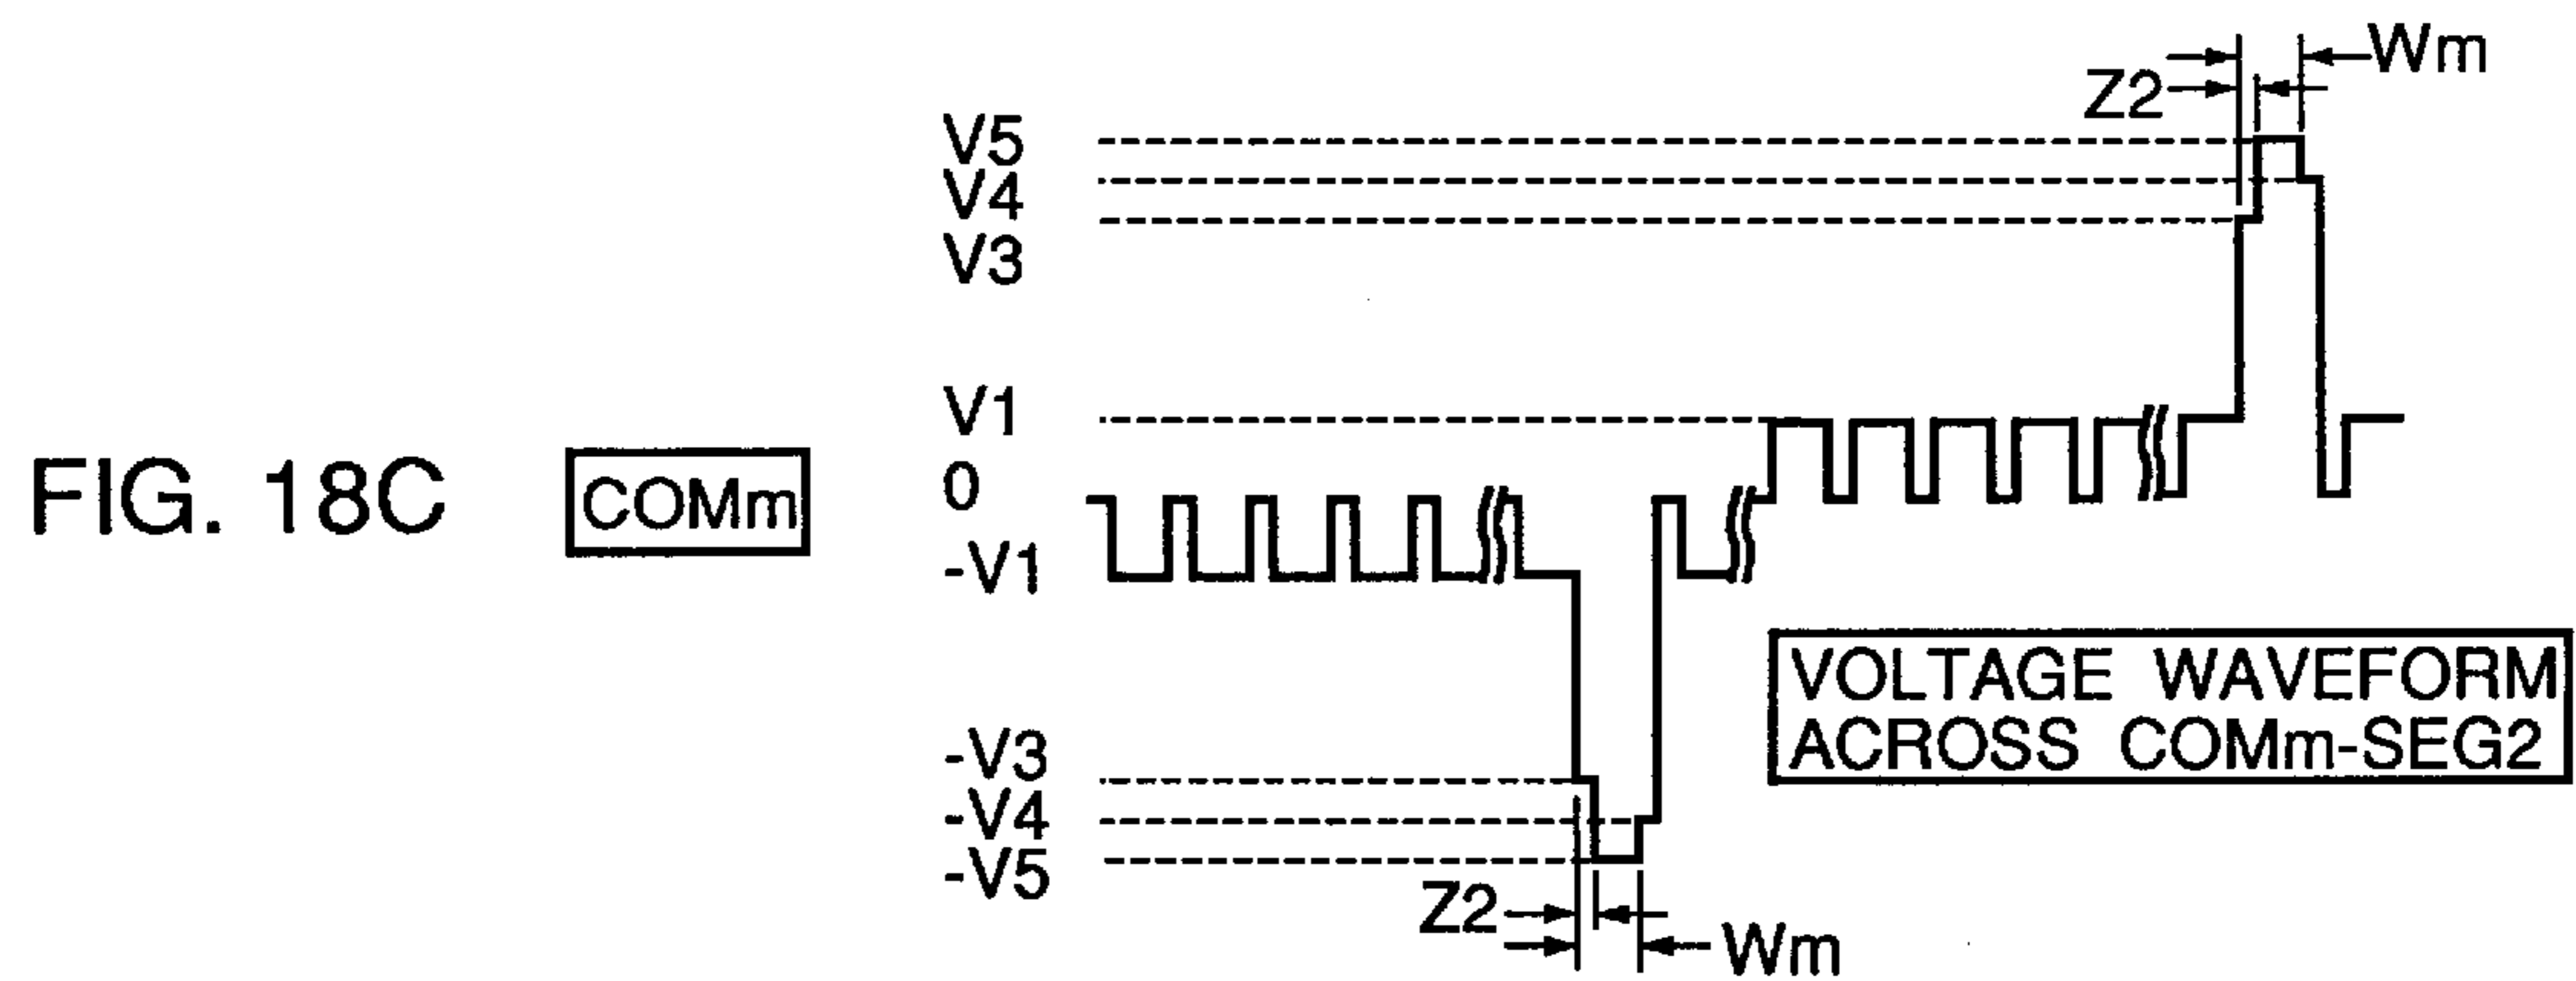 Wm
Z2
V5
V4
V3
V1
FIG. 18C
COMm
0
-V1
VOLTAGE WAVEFORM
ACROSS COMm-SEG2
-V3
-V4
-V5
Z2
Wm